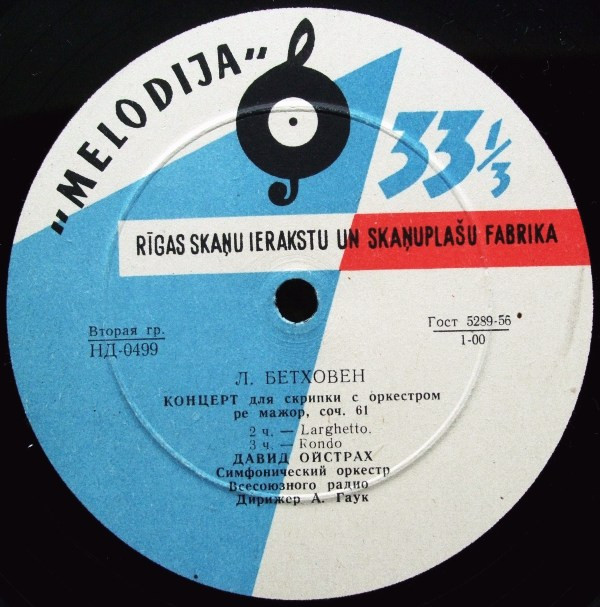 „MELODIJA"
33 1/3
RĪGAS SKAŅU IERAKSTU UN SKAŅUPLAŠU FABRIKA
Вторая гр.
НД-0499
Гост 5289-56
1-00
Л. БЕТХОВЕН
КОНЦЕРТ для скрипки с оркестром
ре мажор, соч. 61
2 ч. — Larghetto.
3 ч. — Rondo
ДАВИД ОЙСТРАХ
Симфонический оркестр
Всесоюзного радио
Дирижер А. Гаук